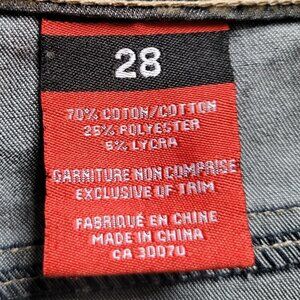 28
70% COTON/COTTON
25% POLYESTER
5% LYCRA
GARNITURE NON COMPRISE
EXCLUSIVE OF TRIM
FABRIQUÉ EN CHINE
MADE IN CHINA
CA 30070